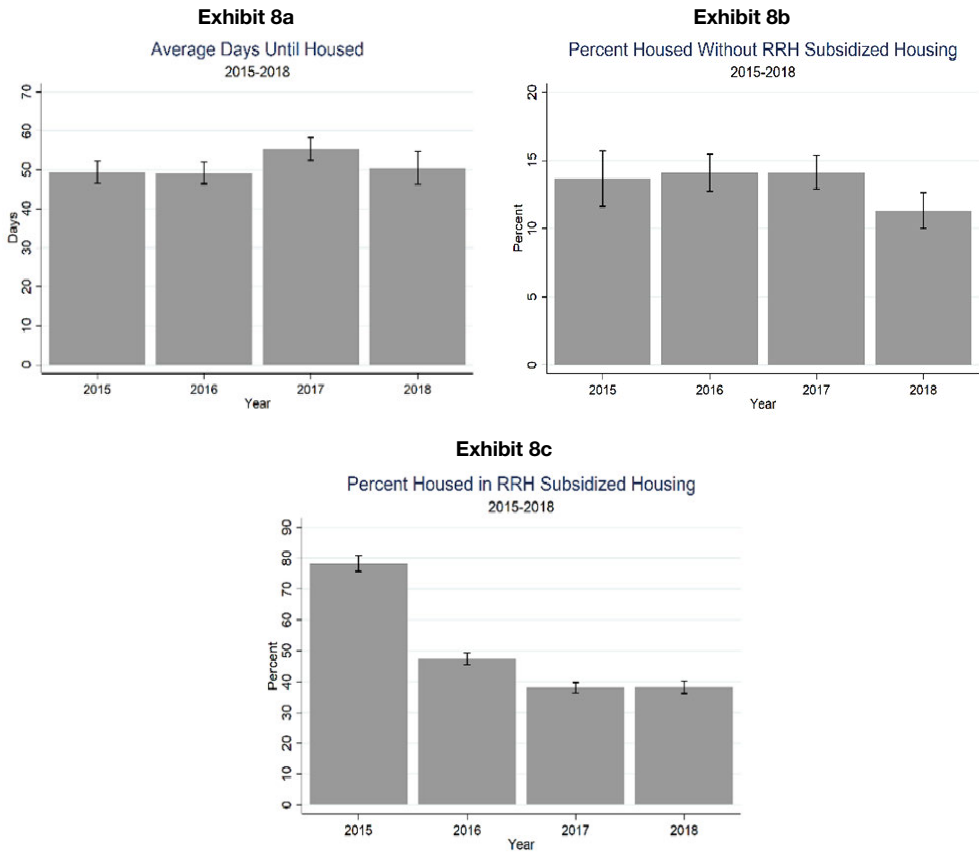 Exhibit 8a
Average Days Until Housed
2015-2018
70
60
50
40
30
20
10
0
Days
2015 2016 2017 2018
Year
Exhibit 8b
Percent Housed Without RRH Subsidized Housing
2015-2018
20
15
10
5
0
Percent
2015 2016 2017 2018
Year
Exhibit 8c
Percent Housed in RRH Subsidized Housing
2015-2018
90
80
70
60
50
40
30
20
10
0
Percent
2015 2016 2017 2018
Year